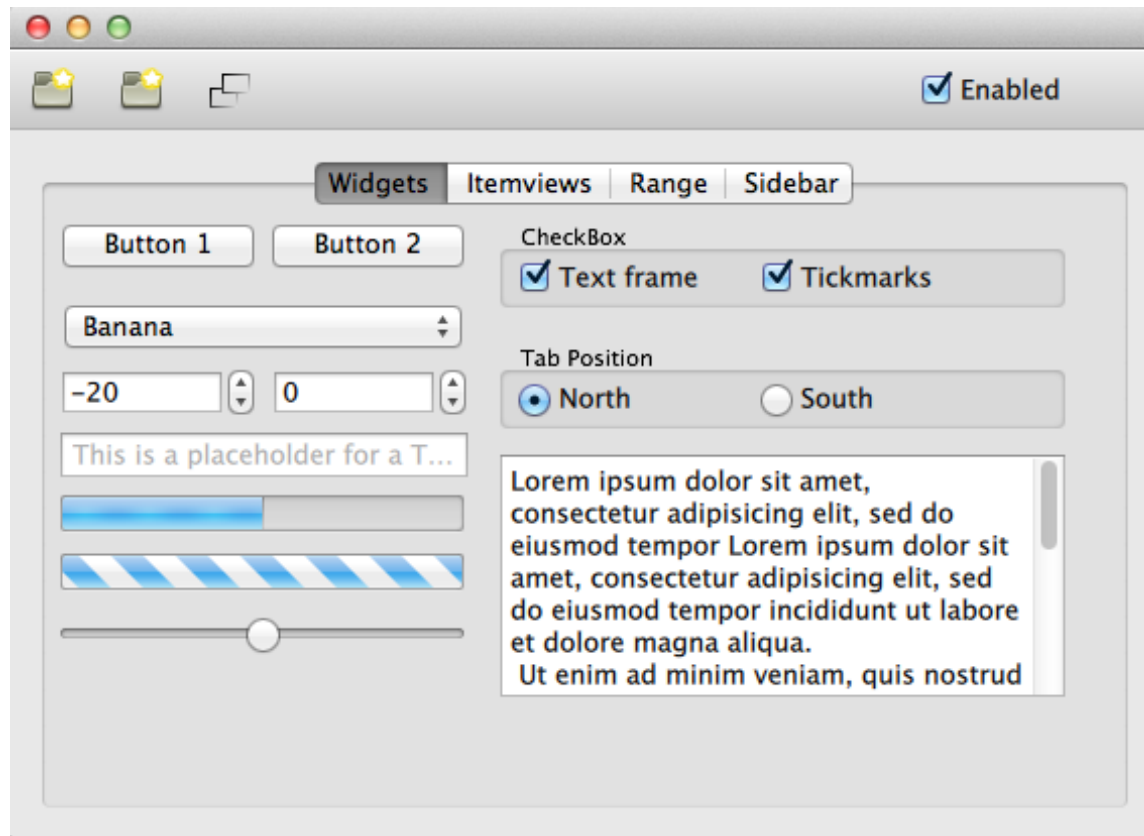 Enabled
Widgets Itemviews Range Sidebar
Button 1 Button 2
Banana
-20 0
This is a placeholder for a T...
CheckBox
Text frame Tickmarks
Tab Position
North South
Lorem ipsum dolor sit amet,
consectetur adipisicing elit, sed do
eiusmod tempor Lorem ipsum dolor sit
amet, consectetur adipisicing elit, sed
do eiusmod tempor incididunt ut labore
et dolore magna aliqua.
Ut enim ad minim veniam, quis nostrud